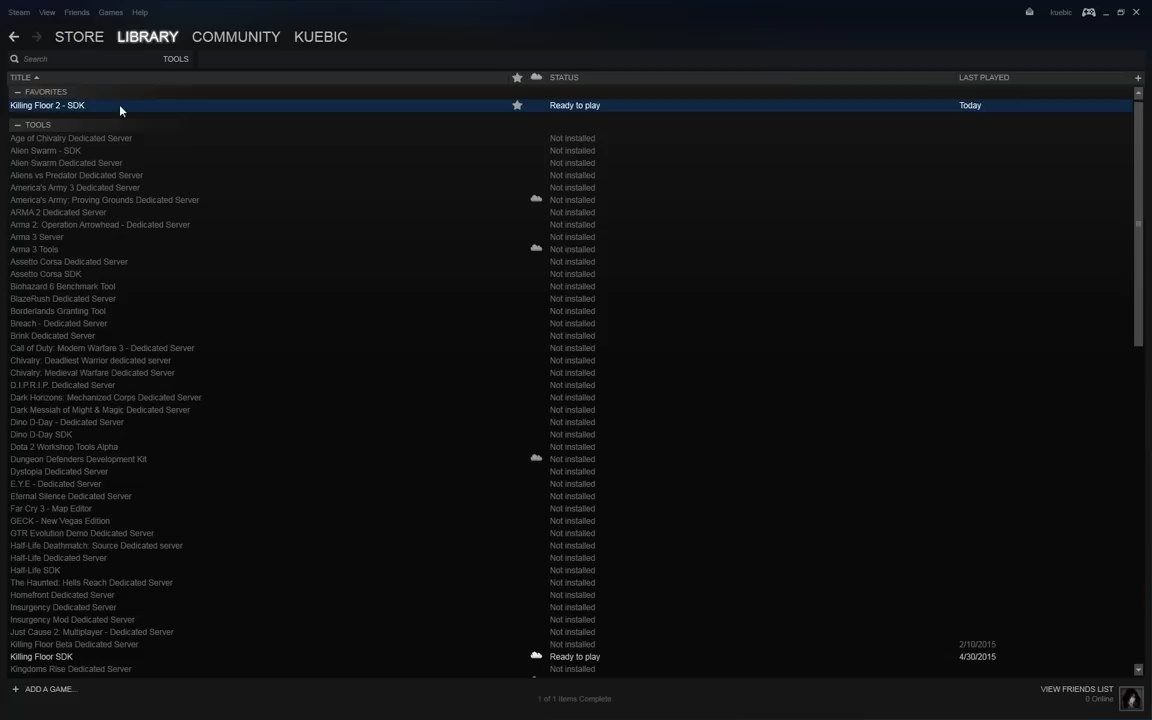 Steam View Friends Games Help kuebic
STORE LIBRARY COMMUNITY KUEBIC
Search TOOLS
TITLE STATUS LAST PLAYED
FAVORITES
Killing Floor 2 - SDK Ready to play Today
TOOLS
Age of Chivalry Dedicated Server Not installed
Alien Swarm - SDK Not installed
Alien Swarm Dedicated Server Not installed
Aliens vs Predator Dedicated Server Not installed
America's Army 3 Dedicated Server Not installed
America's Army: Proving Grounds Dedicated Server Not installed
ARMA 2 Dedicated Server Not installed
Arma 2: Operation Arrowhead - Dedicated Server Not installed
Arma 3 Server Not installed
Arma 3 Tools Not installed
Assetto Corsa Dedicated Server Not installed
Assetto Corsa SDK Not installed
Biohazard 6 Benchmark Tool Not installed
BlazeRush Dedicated Server Not installed
Borderlands Granting Tool Not installed
Breach - Dedicated Server Not installed
Brink Dedicated Server Not installed
Call of Duty: Modern Warfare 3 - Dedicated Server Not installed
Chivalry: Deadliest Warrior dedicated server Not installed
Chivalry: Medieval Warfare Dedicated Server Not installed
D.I.P.R.I.P. Dedicated Server Not installed
Dark Horizons: Mechanized Corps Dedicated Server Not installed
Dark Messiah of Might & Magic Dedicated Server Not installed
Dino D-Day - Dedicated Server Not installed
Dino D-Day SDK Not installed
Dota 2 Workshop Tools Alpha Not installed
Dungeon Defenders Development Kit Not installed
Dystopia Dedicated Server Not installed
E.Y.E - Dedicated Server Not installed
Eternal Silence Dedicated Server Not installed
Far Cry 3 - Map Editor Not installed
GECK - New Vegas Edition Not installed
GTR Evolution Demo Dedicated Server Not installed
Half-Life Deathmatch: Source Dedicated server Not installed
Half-Life Dedicated Server Not installed
Half-Life SDK Not installed
The Haunted: Hells Reach Dedicated Server Not installed
Homefront Dedicated Server Not installed
Insurgency Dedicated Server Not installed
Insurgency Mod Dedicated Server Not installed
Just Cause 2: Multiplayer - Dedicated Server Not installed
Killing Floor Beta Dedicated Server Not installed 2/10/2015
Killing Floor SDK Ready to play 4/30/2015
Kingdoms Rise Dedicated Server Not installed
ADD A GAME... VIEW FRIENDS LIST
1 of 1 Items Complete 0 Online